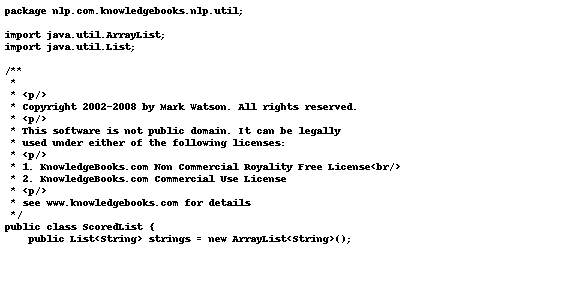 package nlp.com.knowledgebooks.nlp.util;

import java.util.ArrayList;
import java.util.List;

/**
 *
 * <p/>
 * Copyright 2002-2008 by Mark Watson. All rights reserved.
 * <p/>
 * This software is not public domain. It can be legally
 * used under either of the following licenses:
 * <p/>
 * 1. KnowledgeBooks.com Non Commercial Royality Free License<br/>
 * 2. KnowledgeBooks.com Commercial Use License
 * <p/>
 * see www.knowledgebooks.com for details
 */
public class ScoredList {
    public List<String> strings = new ArrayList<String>();